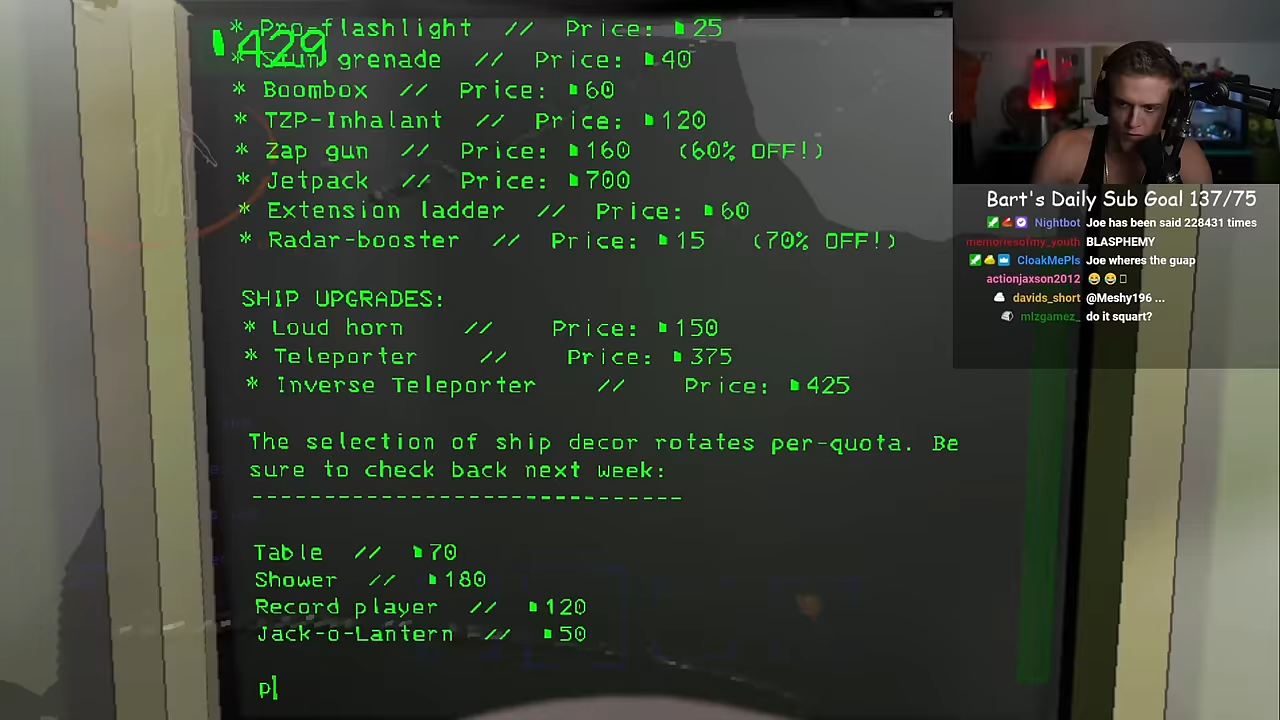 * Pro-flashlight // Price: ▮25
▮429
* Stun grenade // Price: ▮40
* Boombox // Price: ▮60
* TZP-Inhalant // Price: ▮120
* Zap gun // Price: ▮160 (60% OFF!)
* Jetpack // Price: ▮700
* Extension ladder // Price: ▮60
* Radar-booster // Price: ▮15 (70% OFF!)
SHIP UPGRADES:
* Loud horn // Price: ▮150
* Teleporter // Price: ▮375
* Inverse Teleporter // Price: ▮425
The selection of ship decor rotates per-quota. Be
sure to check back next week:
------------------------------
Table // ▮70
Shower // ▮180
Record player // ▮120
Jack-o-Lantern // ▮50
p
Bart's Daily Sub Goal 137/75
Nightbot Joe has been said 228431 times
memoriesofmy_youth BLASPHEMY
CloakMePls Joe wheres the guap
actionjaxson2012 😂 😂
davids_short @Meshy196 ...
mlzgamez_ do it squart?